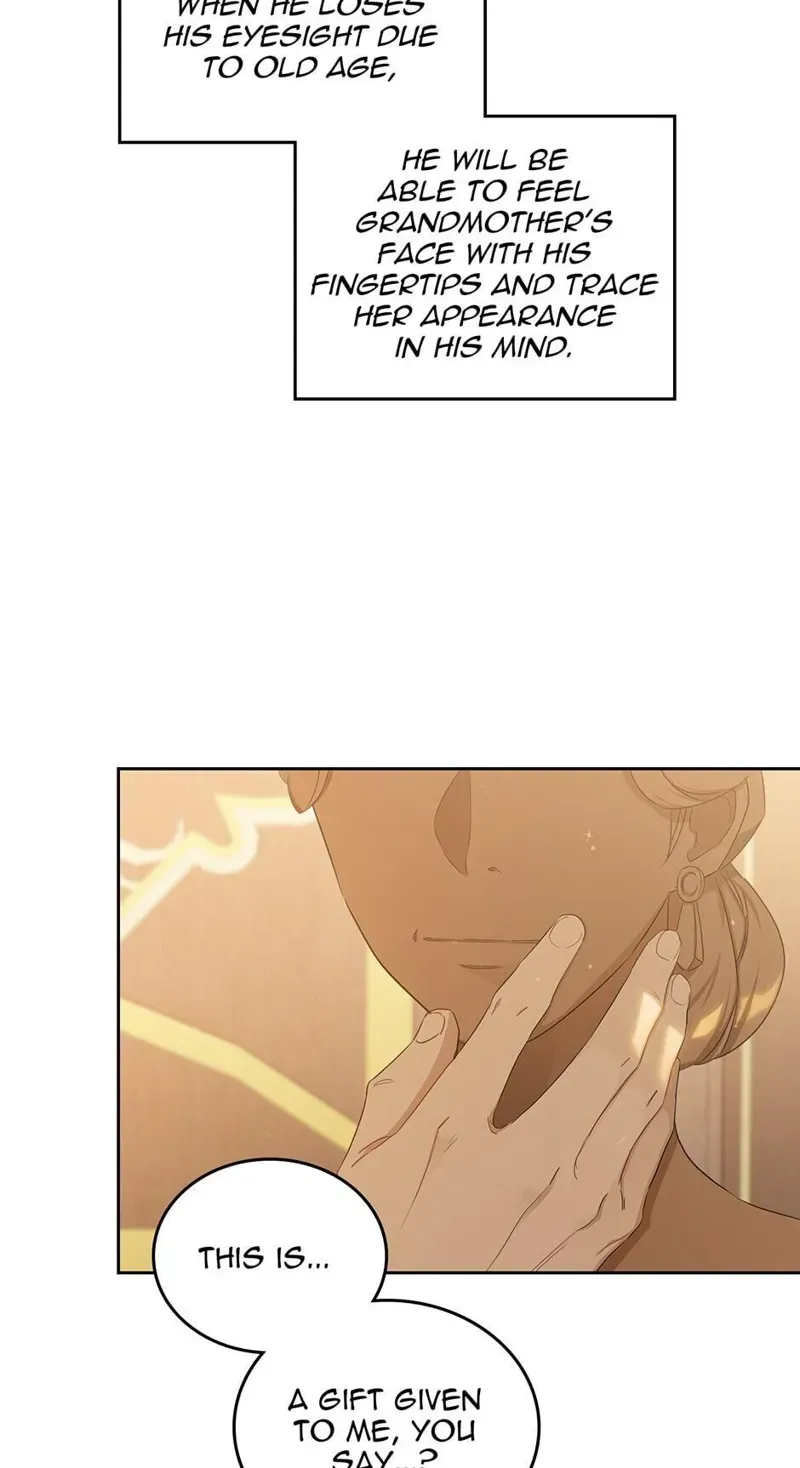 WHEN HE LOSES
HIS EYESIGHT DUE
TO OLD AGE,
HE WILL BE
ABLE TO FEEL
GRANDMOTHER'S
FACE WITH HIS
FINGERTIPS AND TRACE
HER APPEARANCE
IN HIS MIND.
THIS IS...
A GIFT GIVEN
TO ME, YOU
SAY...?